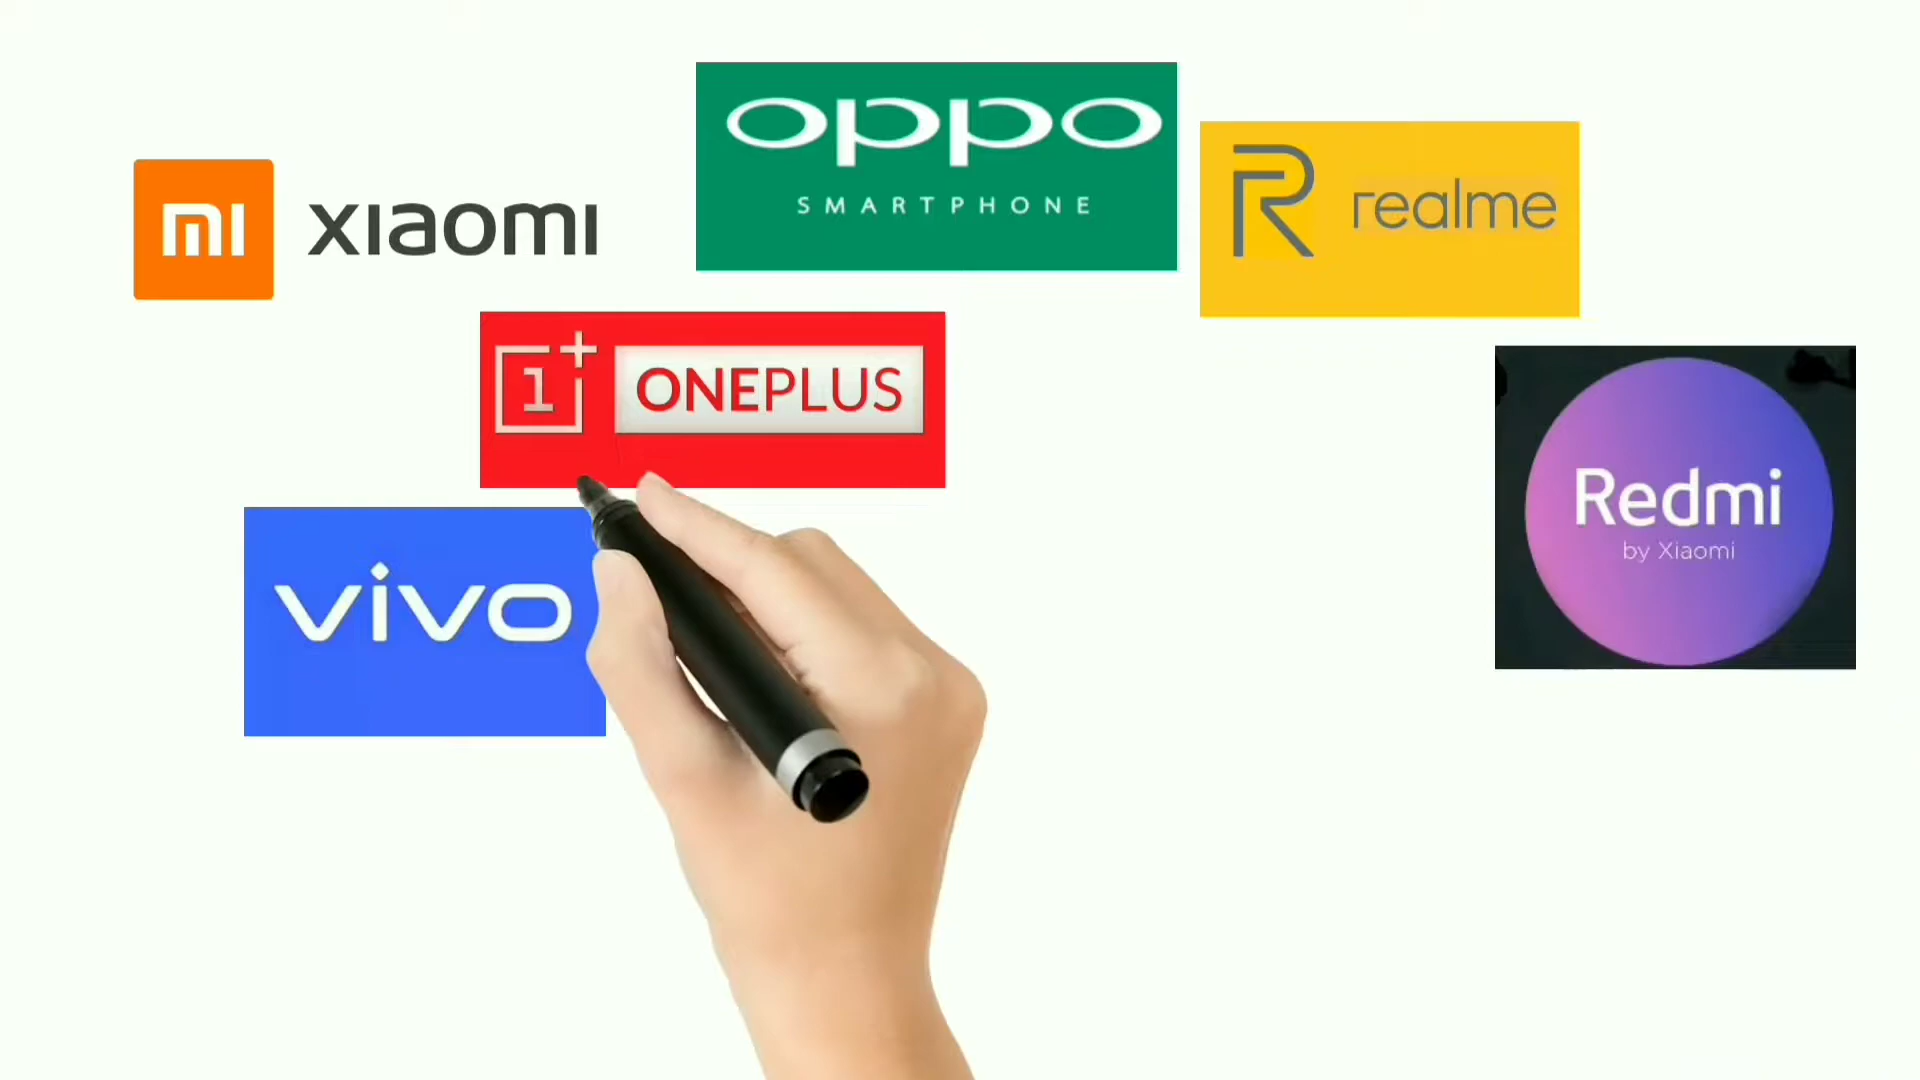 mi xiaomi
oppo
SMARTPHONE
R realme
1+ ONEPLUS
Redmi
by Xiaomi
vivo